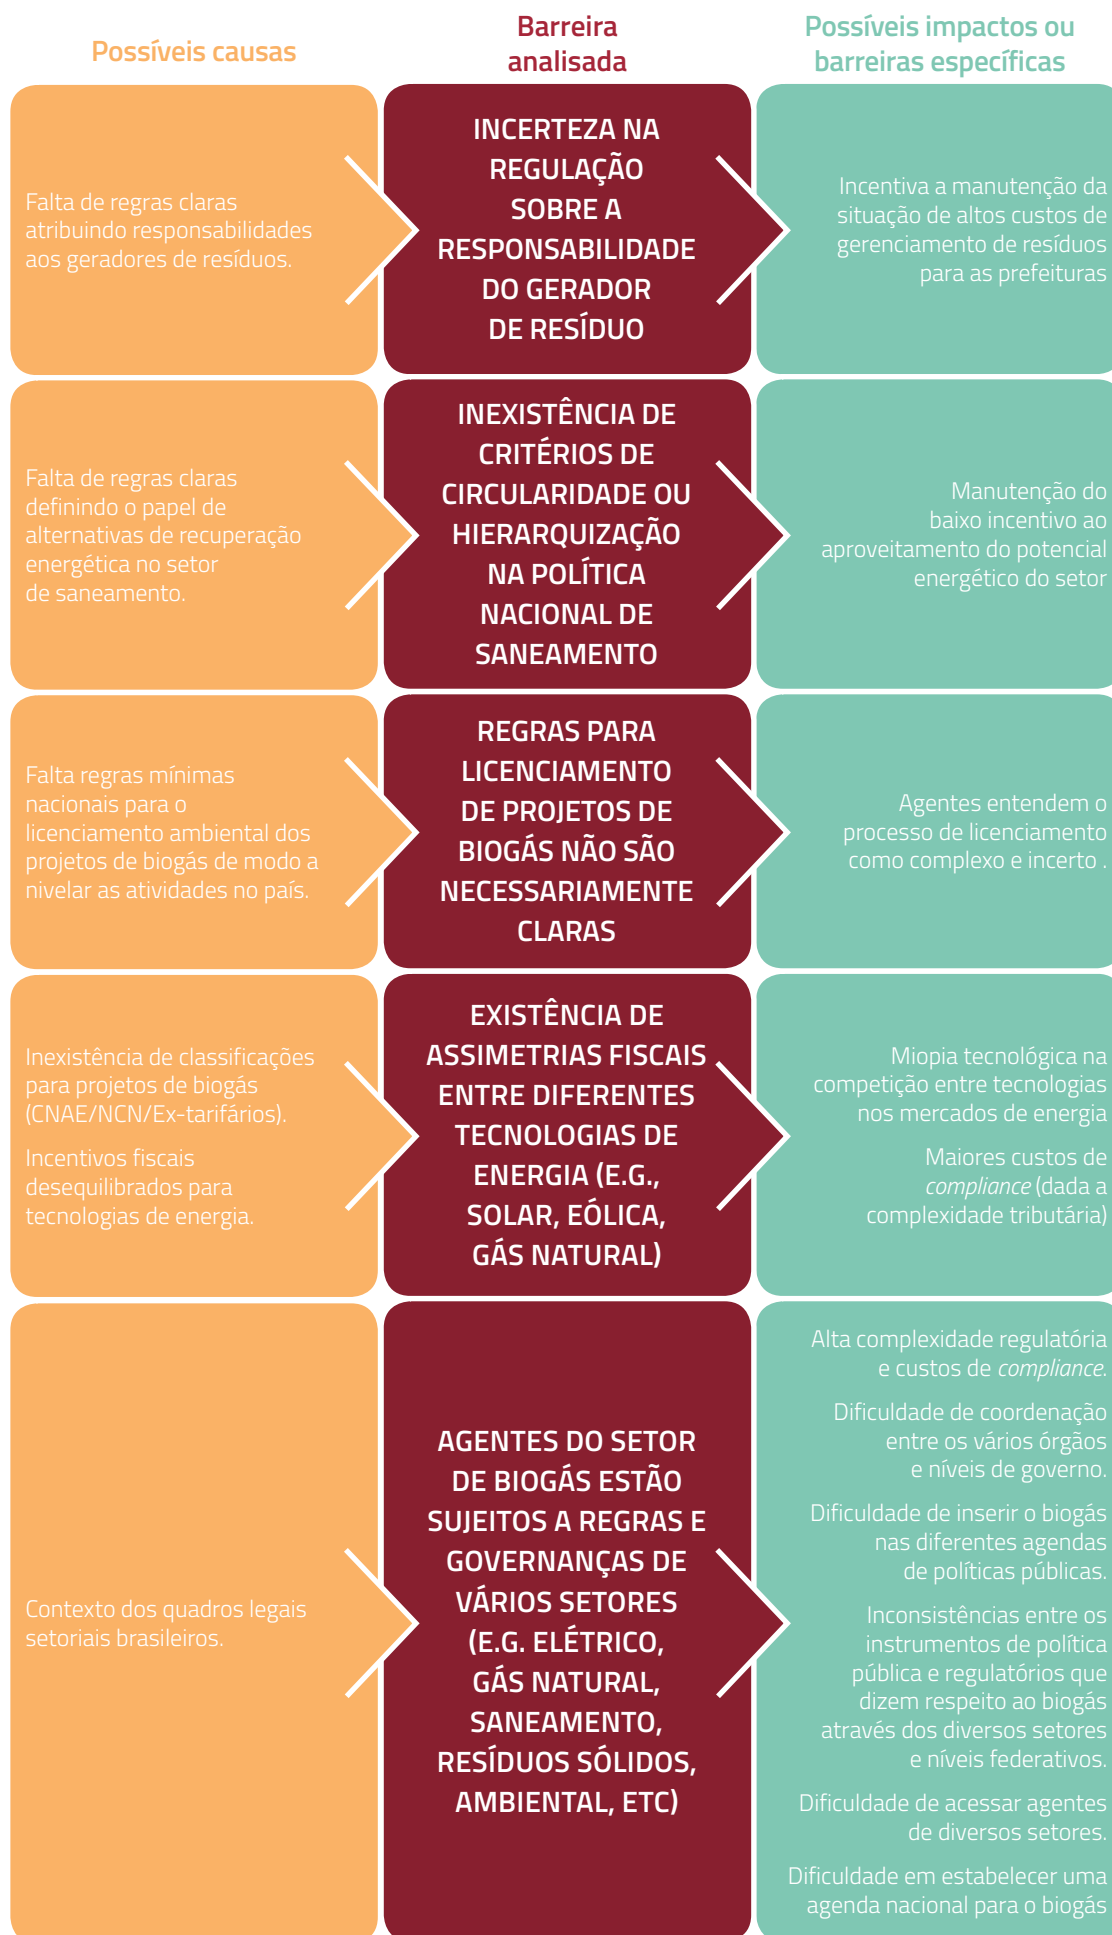 Possíveis causas
Barreira
analisada
Possíveis impactos ou
barreiras específicas
Falta de regras claras
atribuindo responsabilidades
aos geradores de resíduos.
INCERTEZA NA
REGULAÇÃO
SOBRE A
RESPONSABILIDADE
DO GERADOR
DE RESÍDUO
Incentiva a manutenção da
situação de altos custos de
gerenciamento de resíduos
para as prefeituras
Falta de regras claras
definindo o papel de
alternativas de recuperação
energética no setor
de saneamento.
INEXISTÊNCIA DE
CRITÉRIOS DE
CIRCULARIDADE OU
HIERARQUIZAÇÃO
NA POLÍTICA
NACIONAL DE
SANEAMENTO
Manutenção do
baixo incentivo ao
aproveitamento do potencial
energético do setor
Falta regras mínimas
nacionais para o
licenciamento ambiental dos
projetos de biogás de modo a
nivelar as atividades no país.
REGRAS PARA
LICENCIAMENTO
DE PROJETOS DE
BIOGÁS NÃO SÃO
NECESSARIAMENTE
CLARAS
Agentes entendem o
processo de licenciamento
como complexo e incerto .
Inexistência de classificações
para projetos de biogás
(CNAE/NCN/Ex-tarifários).
Incentivos fiscais
desequilibrados para
tecnologias de energia.
EXISTÊNCIA DE
ASSIMETRIAS FISCAIS
ENTRE DIFERENTES
TECNOLOGIAS DE
ENERGIA (E.G.,
SOLAR, EÓLICA,
GÁS NATURAL)
Miopia tecnológica na
competição entre tecnologias
nos mercados de energia
Maiores custos de
compliance (dada a
complexidade tributária)
Contexto dos quadros legais
setoriais brasileiros.
AGENTES DO SETOR
DE BIOGÁS ESTÃO
SUJEITOS A REGRAS E
GOVERNANÇAS DE
VÁRIOS SETORES
(E.G. ELÉTRICO,
GÁS NATURAL,
SANEAMENTO,
RESÍDUOS SÓLIDOS,
AMBIENTAL, ETC)
Alta complexidade regulatória
e custos de compliance.
Dificuldade de coordenação
entre os vários órgãos
e níveis de governo.
Dificuldade de inserir o biogás
nas diferentes agendas
de políticas públicas.
Inconsistências entre os
instrumentos de política
pública e regulatórios que
dizem respeito ao biogás
através dos diversos setores
e níveis federativos.
Dificuldade de acessar agentes
de diversos setores.
Dificuldade em estabelecer uma
agenda nacional para o biogás